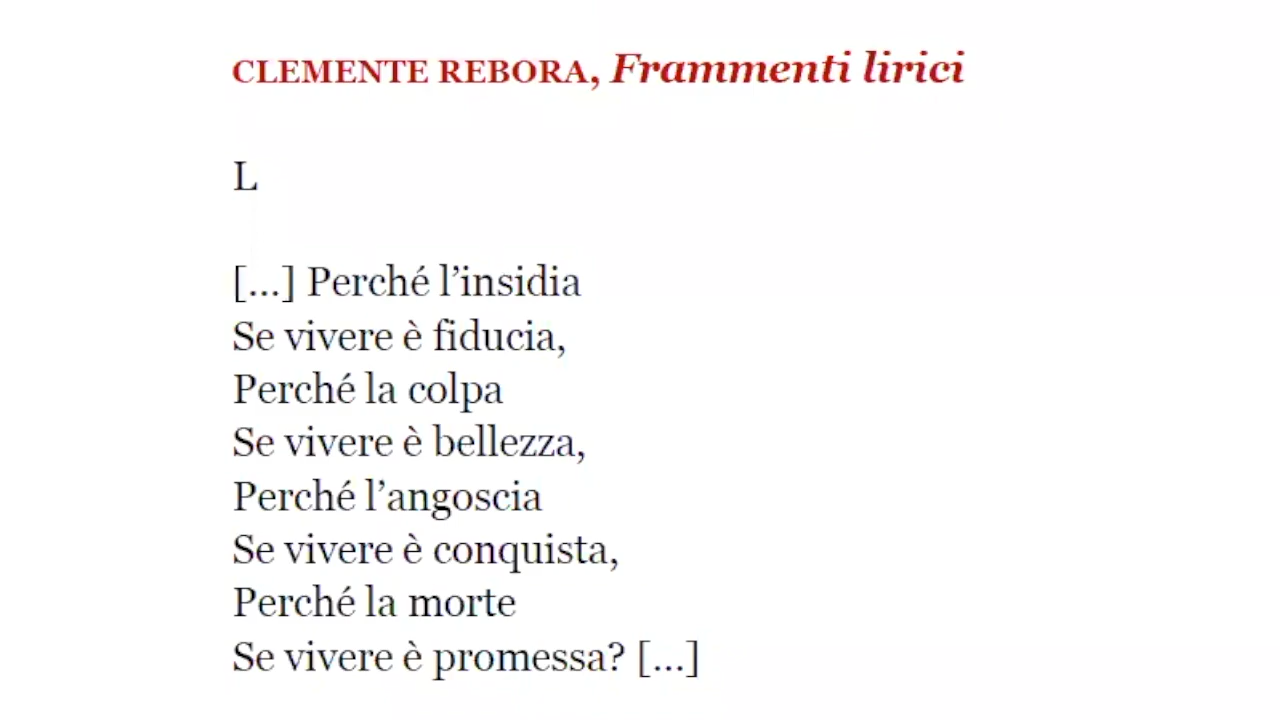 CLEMENTE REBORA, Frammenti lirici
L
[...] Perché l’insidia
Se vivere è fiducia,
Perché la colpa
Se vivere è bellezza,
Perché l’angoscia
Se vivere è conquista,
Perché la morte
Se vivere è promessa? [...]